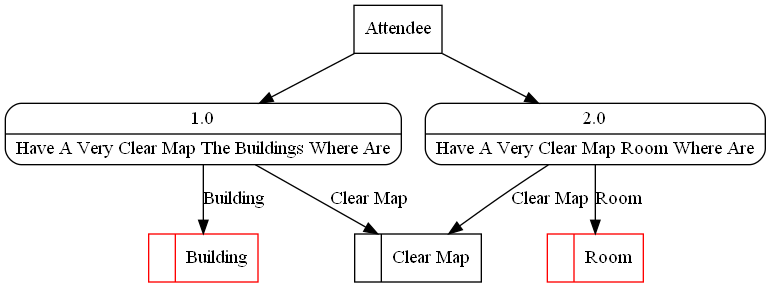 Attendee
1.0
2.0
Have A Very Clear Map The Buildings Where Are
Have A Very Clear Map Room Where Are
Building
Clear Map
Clear Map
Room
Building
Clear Map
Room